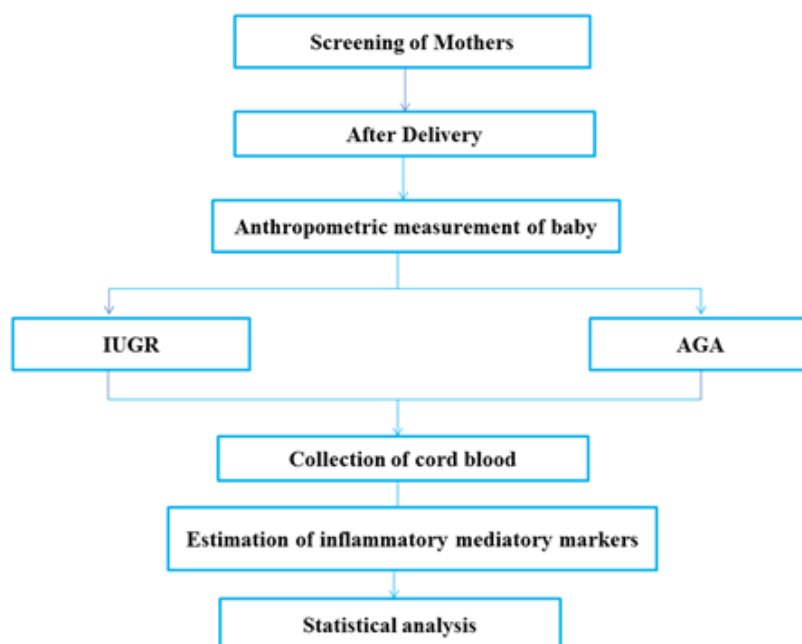 Screening of Mothers
After Delivery
Anthropometric measurement of baby
IUGR
AGA
Collection of cord blood
Estimation of inflammatory mediatory markers
Statistical analysis